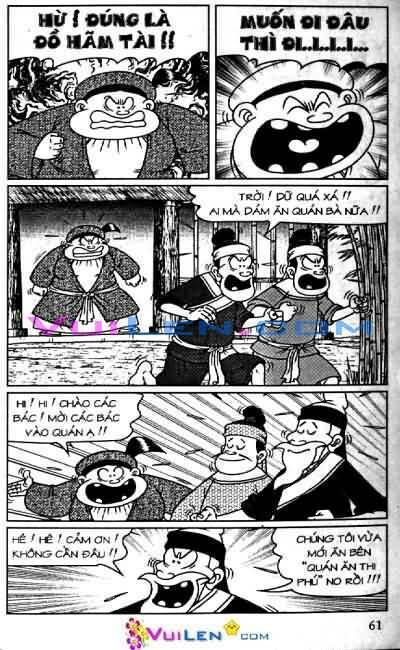 HỪ! ĐÚNG LÀ
ĐỒ HÃM TÀI!!
MUỐN ĐI ĐÂU
THÌ ĐI..I..I..I...
TRỜI! DỮ QUÁ XÁ!!
AI MÀ DÁM ĂN QUÁN BÀ NỮA!!
VUILEN.COM
HI! HI! CHÀO CÁC
BÁC! MỜI CÁC BÁC
VÀO QUÁN Ạ!
HÊ! HÊ! CẢM ƠN!
KHÔNG CẦN ĐÂU!!
CHÚNG TÔI VỪA
MỚI ĂN BÊN
"QUÁN ĂN THI
PHÚ" NO RỒI!!!
61
VUILEN.COM